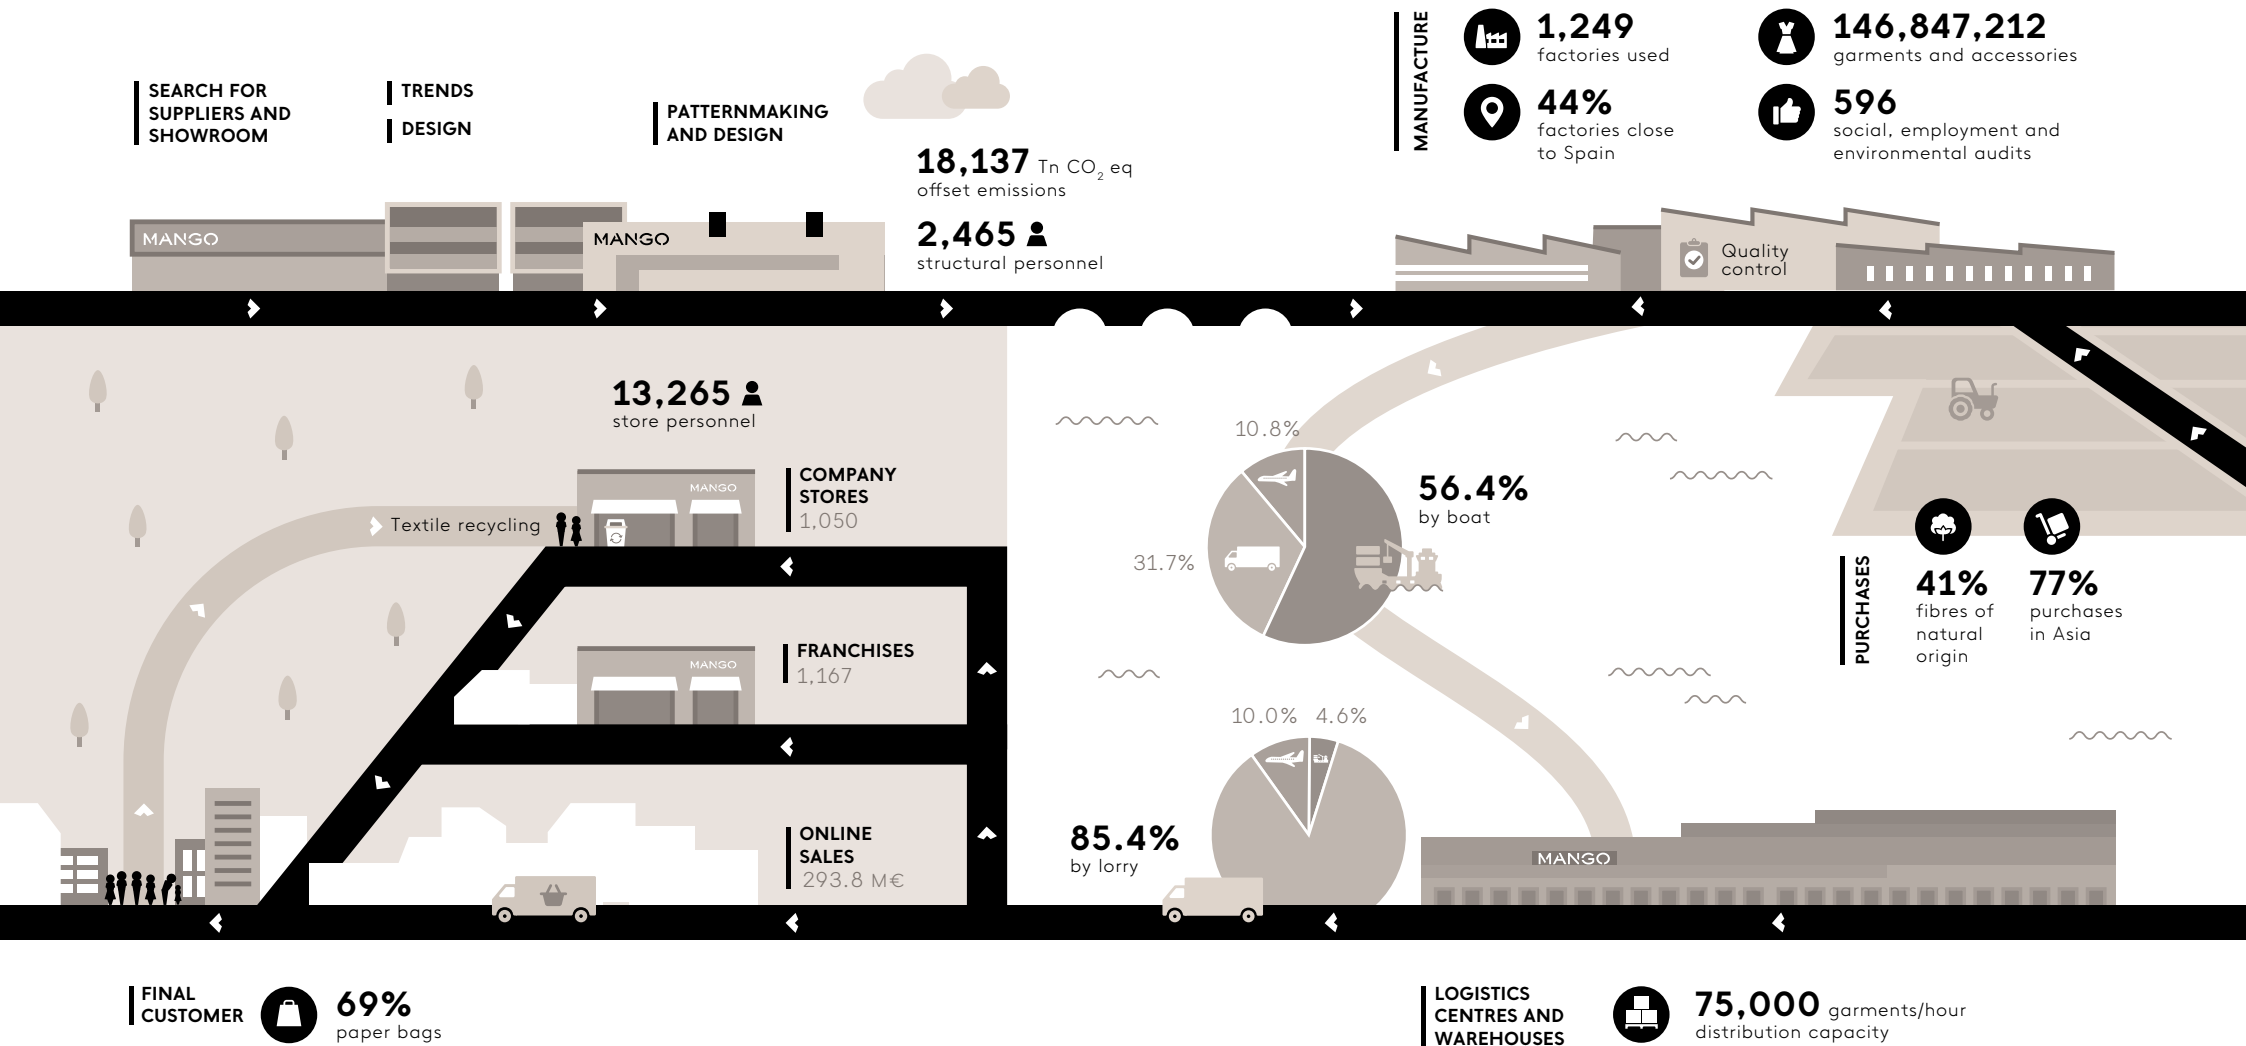 SEARCH FOR
SUPPLIERS AND
SHOWROOM
TRENDS
DESIGN
PATTERNMAKING
AND DESIGN
18,137 Tn CO₂ eq
offset emissions
2,465
structural personnel
MANGO
MANGO
MANUFACTURE
1,249
factories used
146,847,212
garments and accessories
44%
factories close
to Spain
596
social, employment and
environmental audits
Quality
control
13,265
store personnel
Textile recycling
MANGO
COMPANY
STORES
1,050
MANGO
FRANCHISES
1,167
ONLINE
SALES
293.8 M€
10.8%
56.4%
by boat
31.7%
10.0% 4.6%
85.4%
by lorry
PURCHASES
41%
fibres of
natural
origin
77%
purchases
in Asia
MANGO
FINAL
CUSTOMER
69%
paper bags
LOGISTICS
CENTRES AND
WAREHOUSES
75,000 garments/hour
distribution capacity